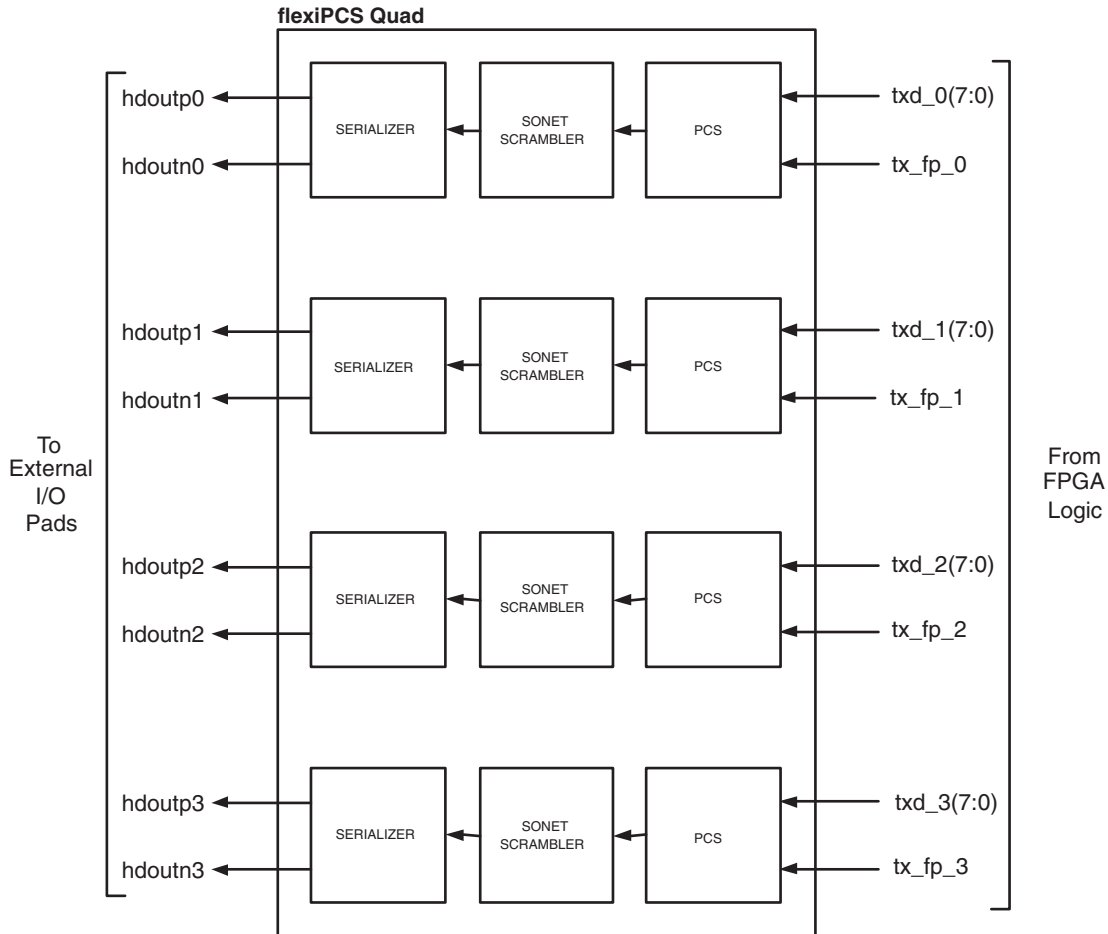 flexiPCS Quad
hdoutp0
hdoutn0
SERIALIZER
SONET
SCRAMBLER
PCS
txd_0(7:0)
tx_fp_0
hdoutp1
hdoutn1
SERIALIZER
SONET
SCRAMBLER
PCS
txd_1(7:0)
tx_fp_1
To
External
I/O
Pads
From
FPGA
Logic
hdoutp2
hdoutn2
SERIALIZER
SONET
SCRAMBLER
PCS
txd_2(7:0)
tx_fp_2
hdoutp3
hdoutn3
SERIALIZER
SONET
SCRAMBLER
PCS
txd_3(7:0)
tx_fp_3